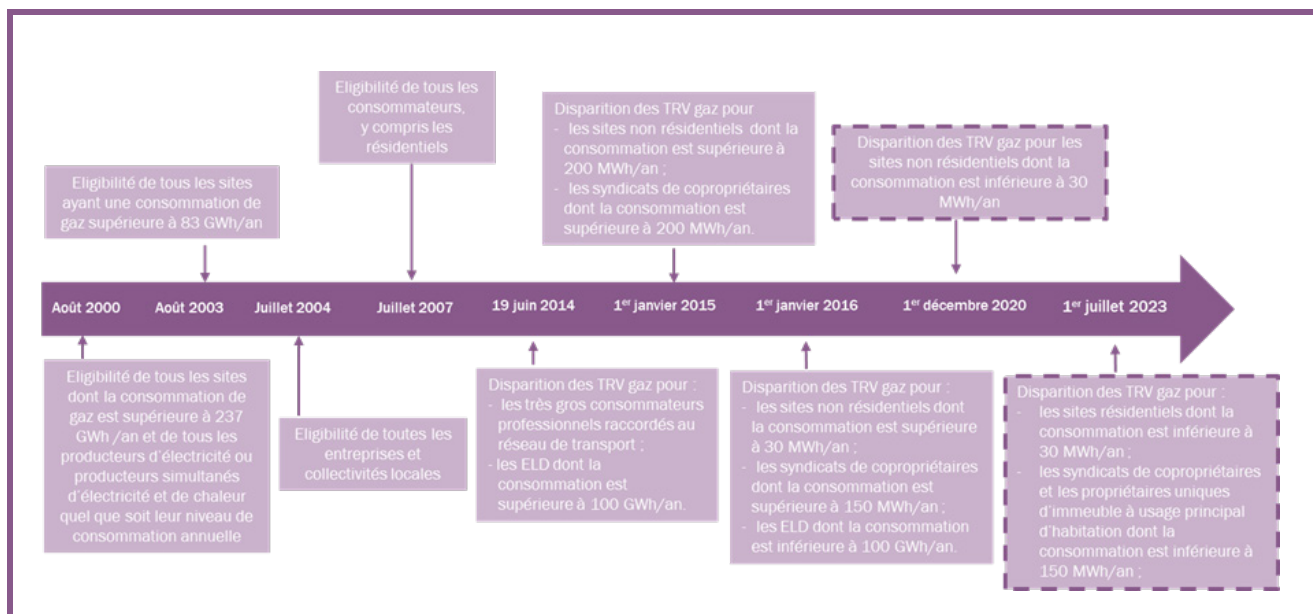 Eligibilité de tous les sites
ayant une consommation de
gaz supérieure à 83 GWh/an
Eligibilité de tous les
consommateurs,
y compris les
résidentiels
Disparition des TRV gaz pour
- les sites non résidentiels dont la
consommation est supérieure à
200 MWh/an ;
- les syndicats de copropriétaires
dont la consommation est
supérieure à 200 MWh/an.
Disparition des TRV gaz pour les
sites non résidentiels dont la
consommation est inférieure à 30
MWh/an
Août 2000 Août 2003 Juillet 2004 Juillet 2007 19 juin 2014 1er janvier 2015 1er janvier 2016 1er décembre 2020 1er juillet 2023
Eligibilité de tous les sites
dont la consommation de
gaz est supérieure à 237
GWh /an et de tous les
producteurs d'électricité ou
producteurs simultanés
d'électricité et de chaleur
quel que soit leur niveau de
consommation annuelle
Eligibilité de toutes les
entreprises et
collectivités locales
Disparition des TRV gaz pour :
- les très gros consommateurs
professionnels raccordés au
réseau de transport ;
- les ELD dont la
consommation est
supérieure à 100 GWh/an.
Disparition des TRV gaz pour :
- les sites non résidentiels dont
la consommation est supérieure
à 30 MWh/an ;
- les syndicats de copropriétaires
dont la consommation est
supérieure à 150 MWh/an ;
- les ELD dont la consommation
est inférieure à 100 GWh/an.
Disparition des TRV gaz pour :
- les sites résidentiels dont la
consommation est inférieure à
30 MWh/an ;
- les syndicats de copropriétaires
et les propriétaires uniques
d'immeuble à usage principal
d'habitation dont la
consommation est inférieure à
150 MWh/an ;